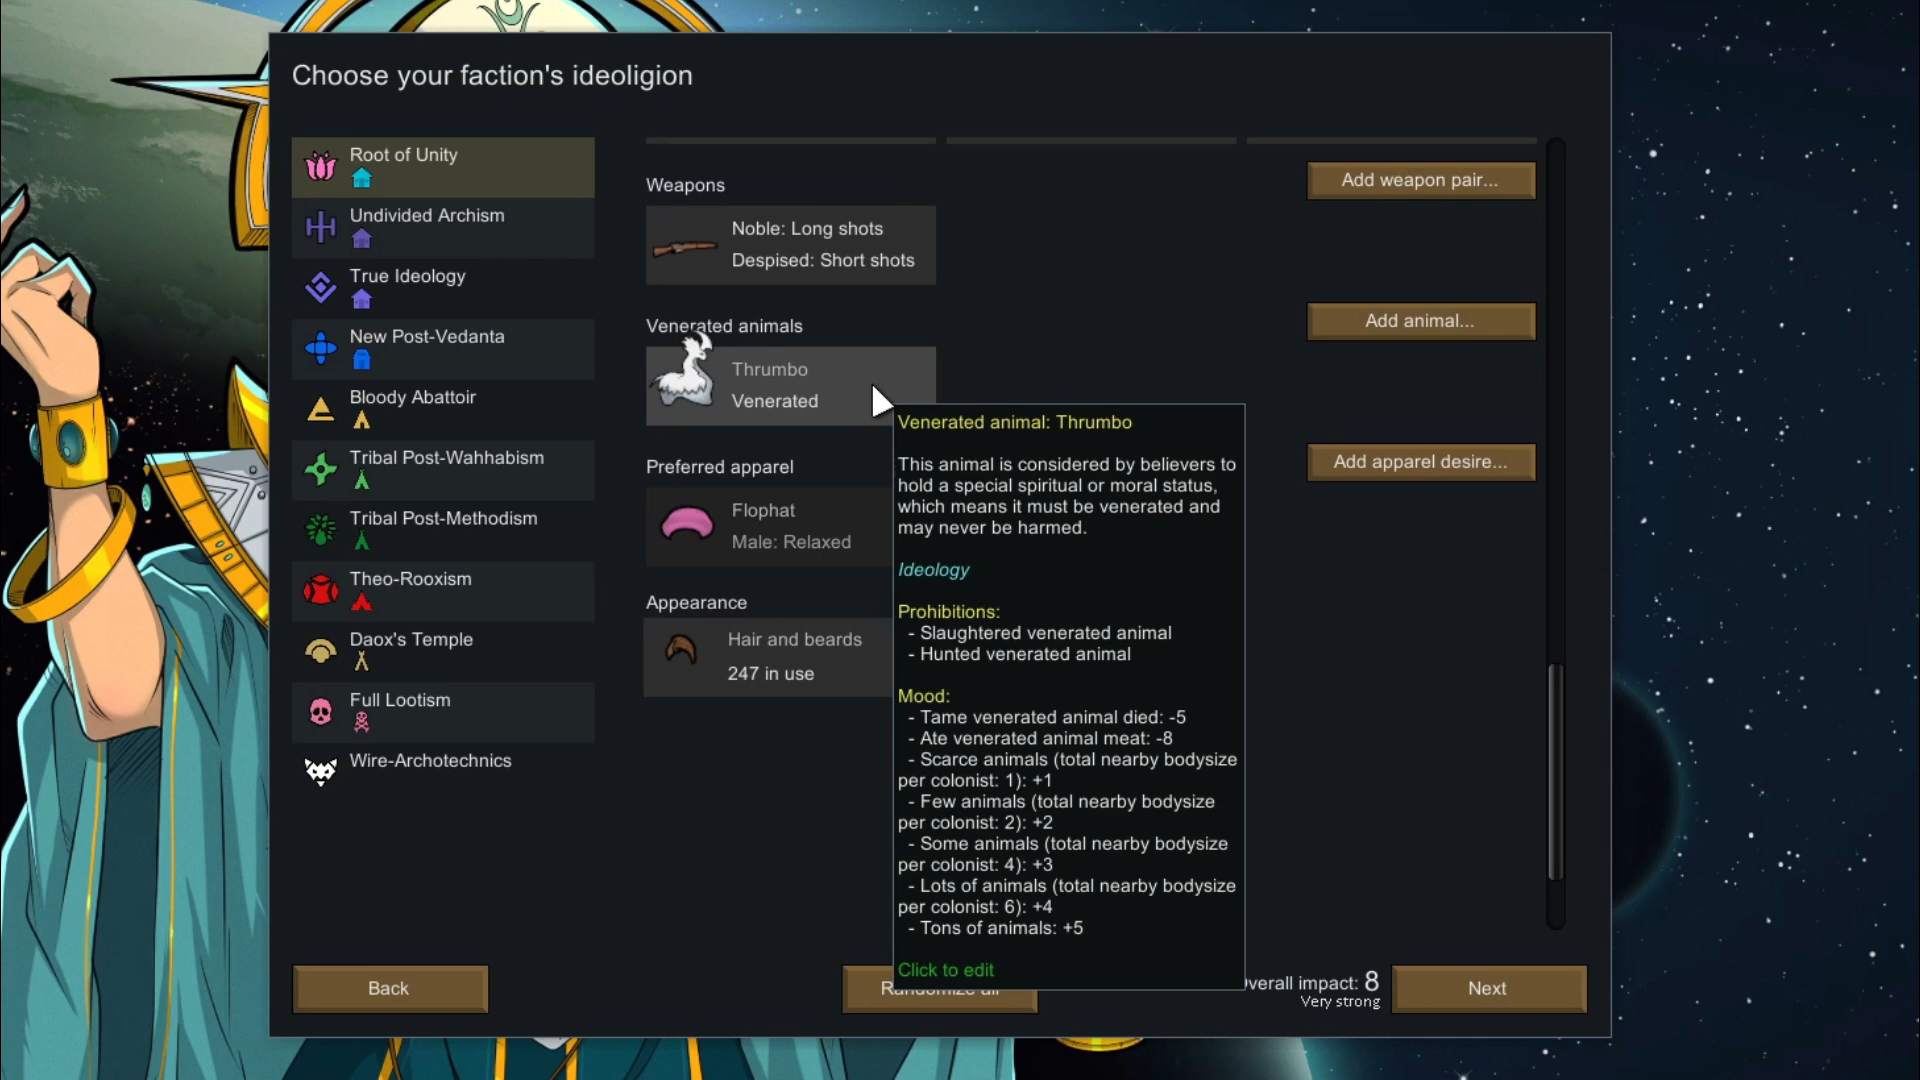 Choose your faction's ideoligion
Root of Unity
Undivided Archism
True Ideology
New Post-Vedanta
Bloody Abattoir
Tribal Post-Wahhabism
Tribal Post-Methodism
Theo-Rooxism
Daox's Temple
Full Lootism
Wire-Archotechnics
Weapons
Noble: Long shots
Despised: Short shots
Add weapon pair...
Venerated animals
Thrumbo
Venerated
Add animal...
Preferred apparel
Flophat
Male: Relaxed
Add apparel desire...
Appearance
Hair and beards
247 in use
Venerated animal: Thrumbo
This animal is considered by believers to
hold a special spiritual or moral status,
which means it must be venerated and
may never be harmed.
Ideology
Prohibitions:
- Slaughtered venerated animal
- Hunted venerated animal
Mood:
- Tame venerated animal died: -5
- Ate venerated animal meat: -8
- Scarce animals (total nearby bodysize
per colonist: 1): +1
- Few animals (total nearby bodysize
per colonist: 2): +2
- Some animals (total nearby bodysize
per colonist: 4): +3
- Lots of animals (total nearby bodysize
per colonist: 6): +4
- Tons of animals: +5
Click to edit
Back
Randomize all
verall impact: 8
Very strong
Next